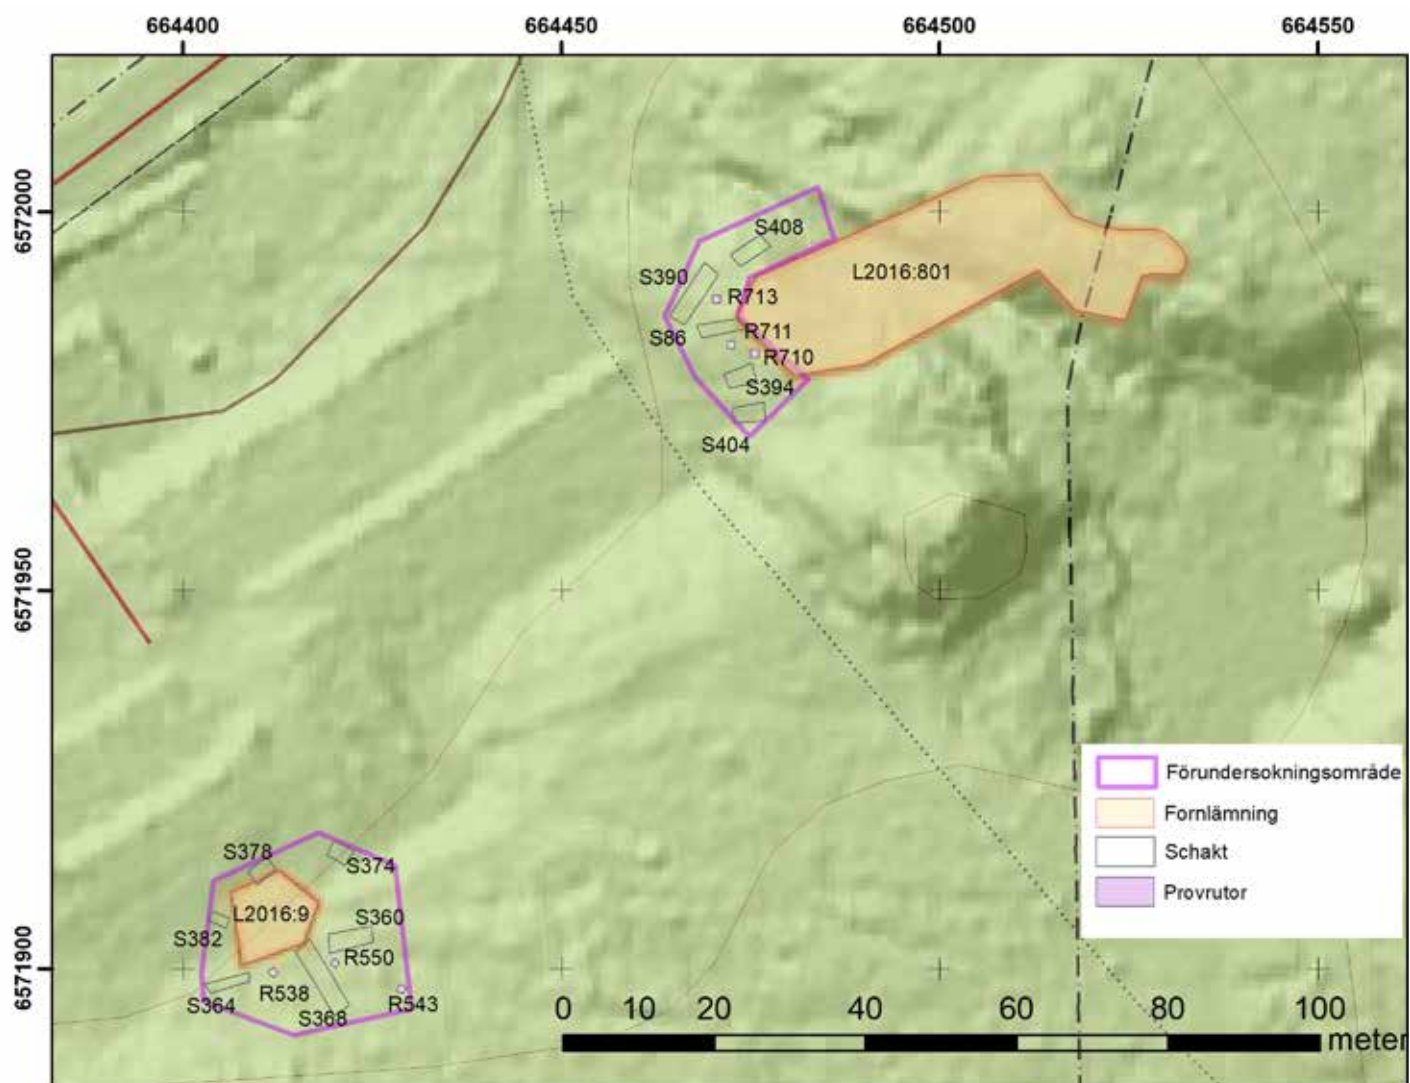 664400 664450 664500 664550
6572000
6571950
6571900
S408
S390
L2016:801
R713
S86
R711
R710
S394
S404
Förundersokningsområde
Fornlämning
Schakt
Provrutor
S378
S374
L2016:9
S360
S382
R550
R538
S364
R543
S368
0 10 20 40 60 80 100
meter